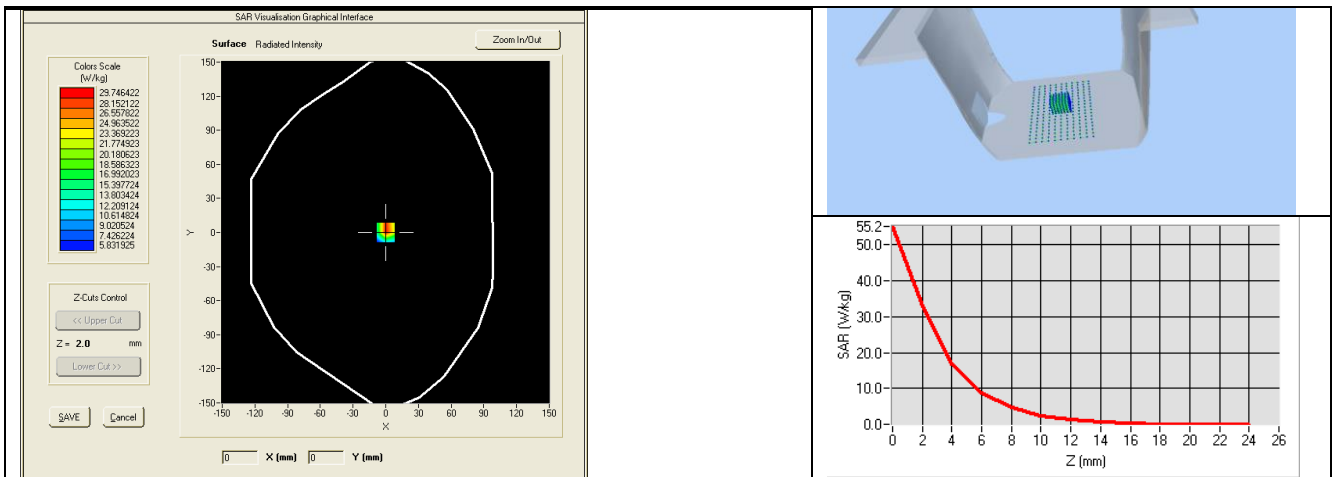 SAR Visualisation Graphical Interface
Surface Radiated Intensity
Zoom In/Out
Colors Scale
(W/kg)
29.746422
28.152122
26.557822
24.963522
23.369223
21.774923
20.180623
18.586323
16.992023
15.397724
13.803424
12.209124
10.614824
9.020524
7.426224
5.831925
Z-Cuts Control
<< Upper Cut
Z = 2.0 mm
Lower Cut >>
SAVE Cancel
150-
120-
90-
60-
30-
0-
-30-
-60-
-90-
-120-
-150-
Y
-150 -120 -90 -60 -30 0 30 60 90 120 150
X
0 X (mm) 0 Y (mm)
55.2
50.0
40.0
30.0
20.0
10.0
0.0
SAR (W/kg)
0 2 4 6 8 10 12 14 16 18 20 22 24 26
Z (mm)